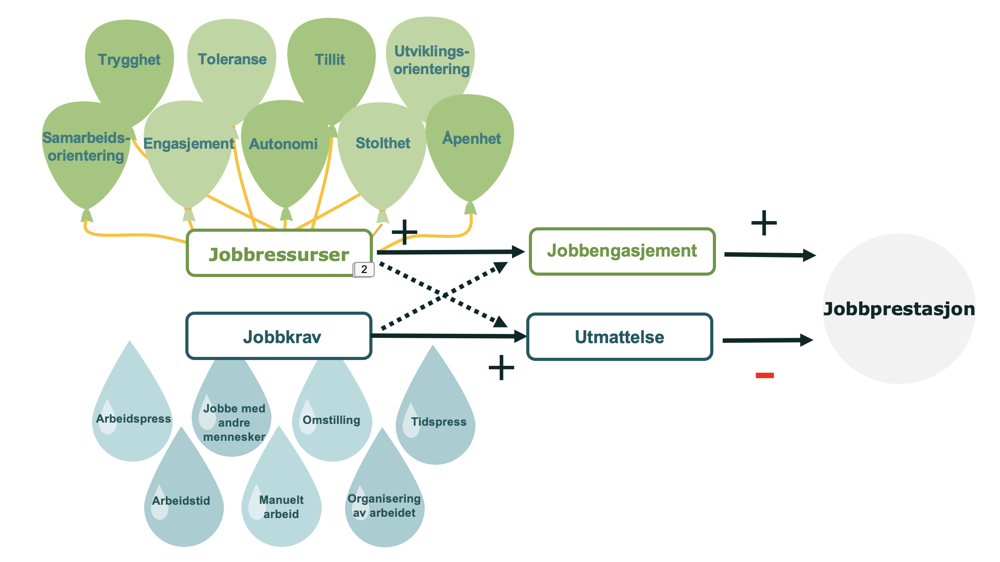 Trygghet
Toleranse
Tillit
Utviklings-
orientering
Samarbeids-
orientering
Engasjement
Autonomi
Stolthet
Åpenhet
+
+
Jobbressurser
2
Jobbengasjement
Jobbprestasjon
Jobbkrav
Utmattelse
+
-
Arbeidspress
Jobbe med
andre
mennesker
Omstilling
Tidspress
Arbeidstid
Manuelt
arbeid
Organisering
av arbeidet